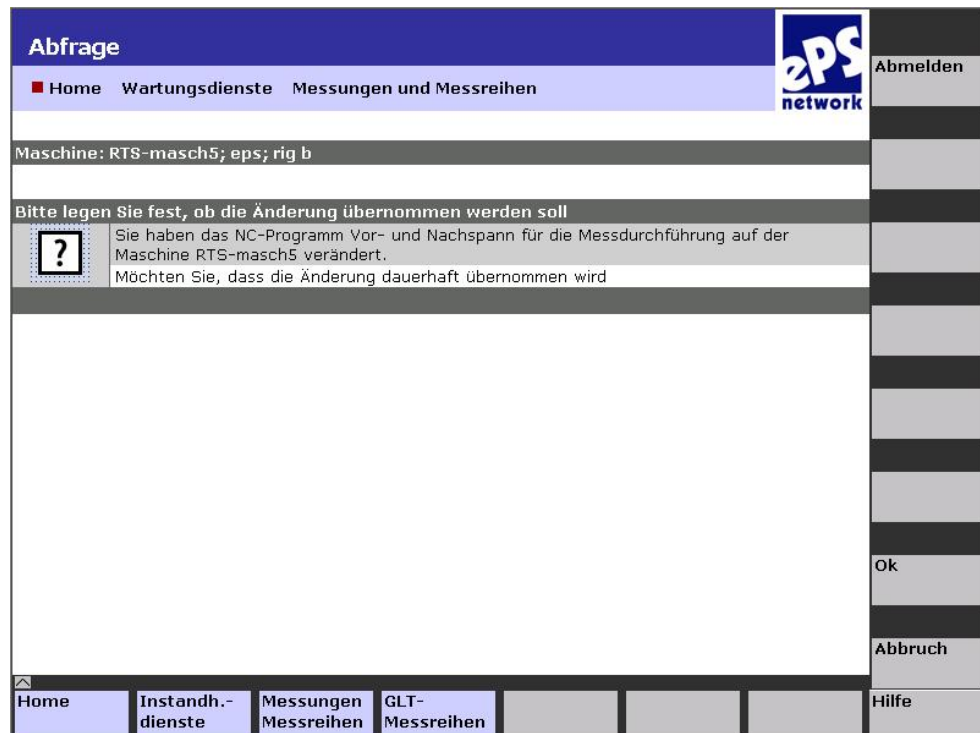 Abfrage
ePS
network
Home Wartungsdienste Messungen und Messreihen
Abmelden
Maschine: RTS-masch5; eps; rig b
Bitte legen Sie fest, ob die Änderung übernommen werden soll
?
Sie haben das NC-Programm Vor- und Nachspann für die Messdurchführung auf der
Maschine RTS-masch5 verändert.
Möchten Sie, dass die Änderung dauerhaft übernommen wird
Ok
Abbruch
Home
Instandh.-
dienste
Messungen
Messreihen
GLT-
Messreihen
Hilfe